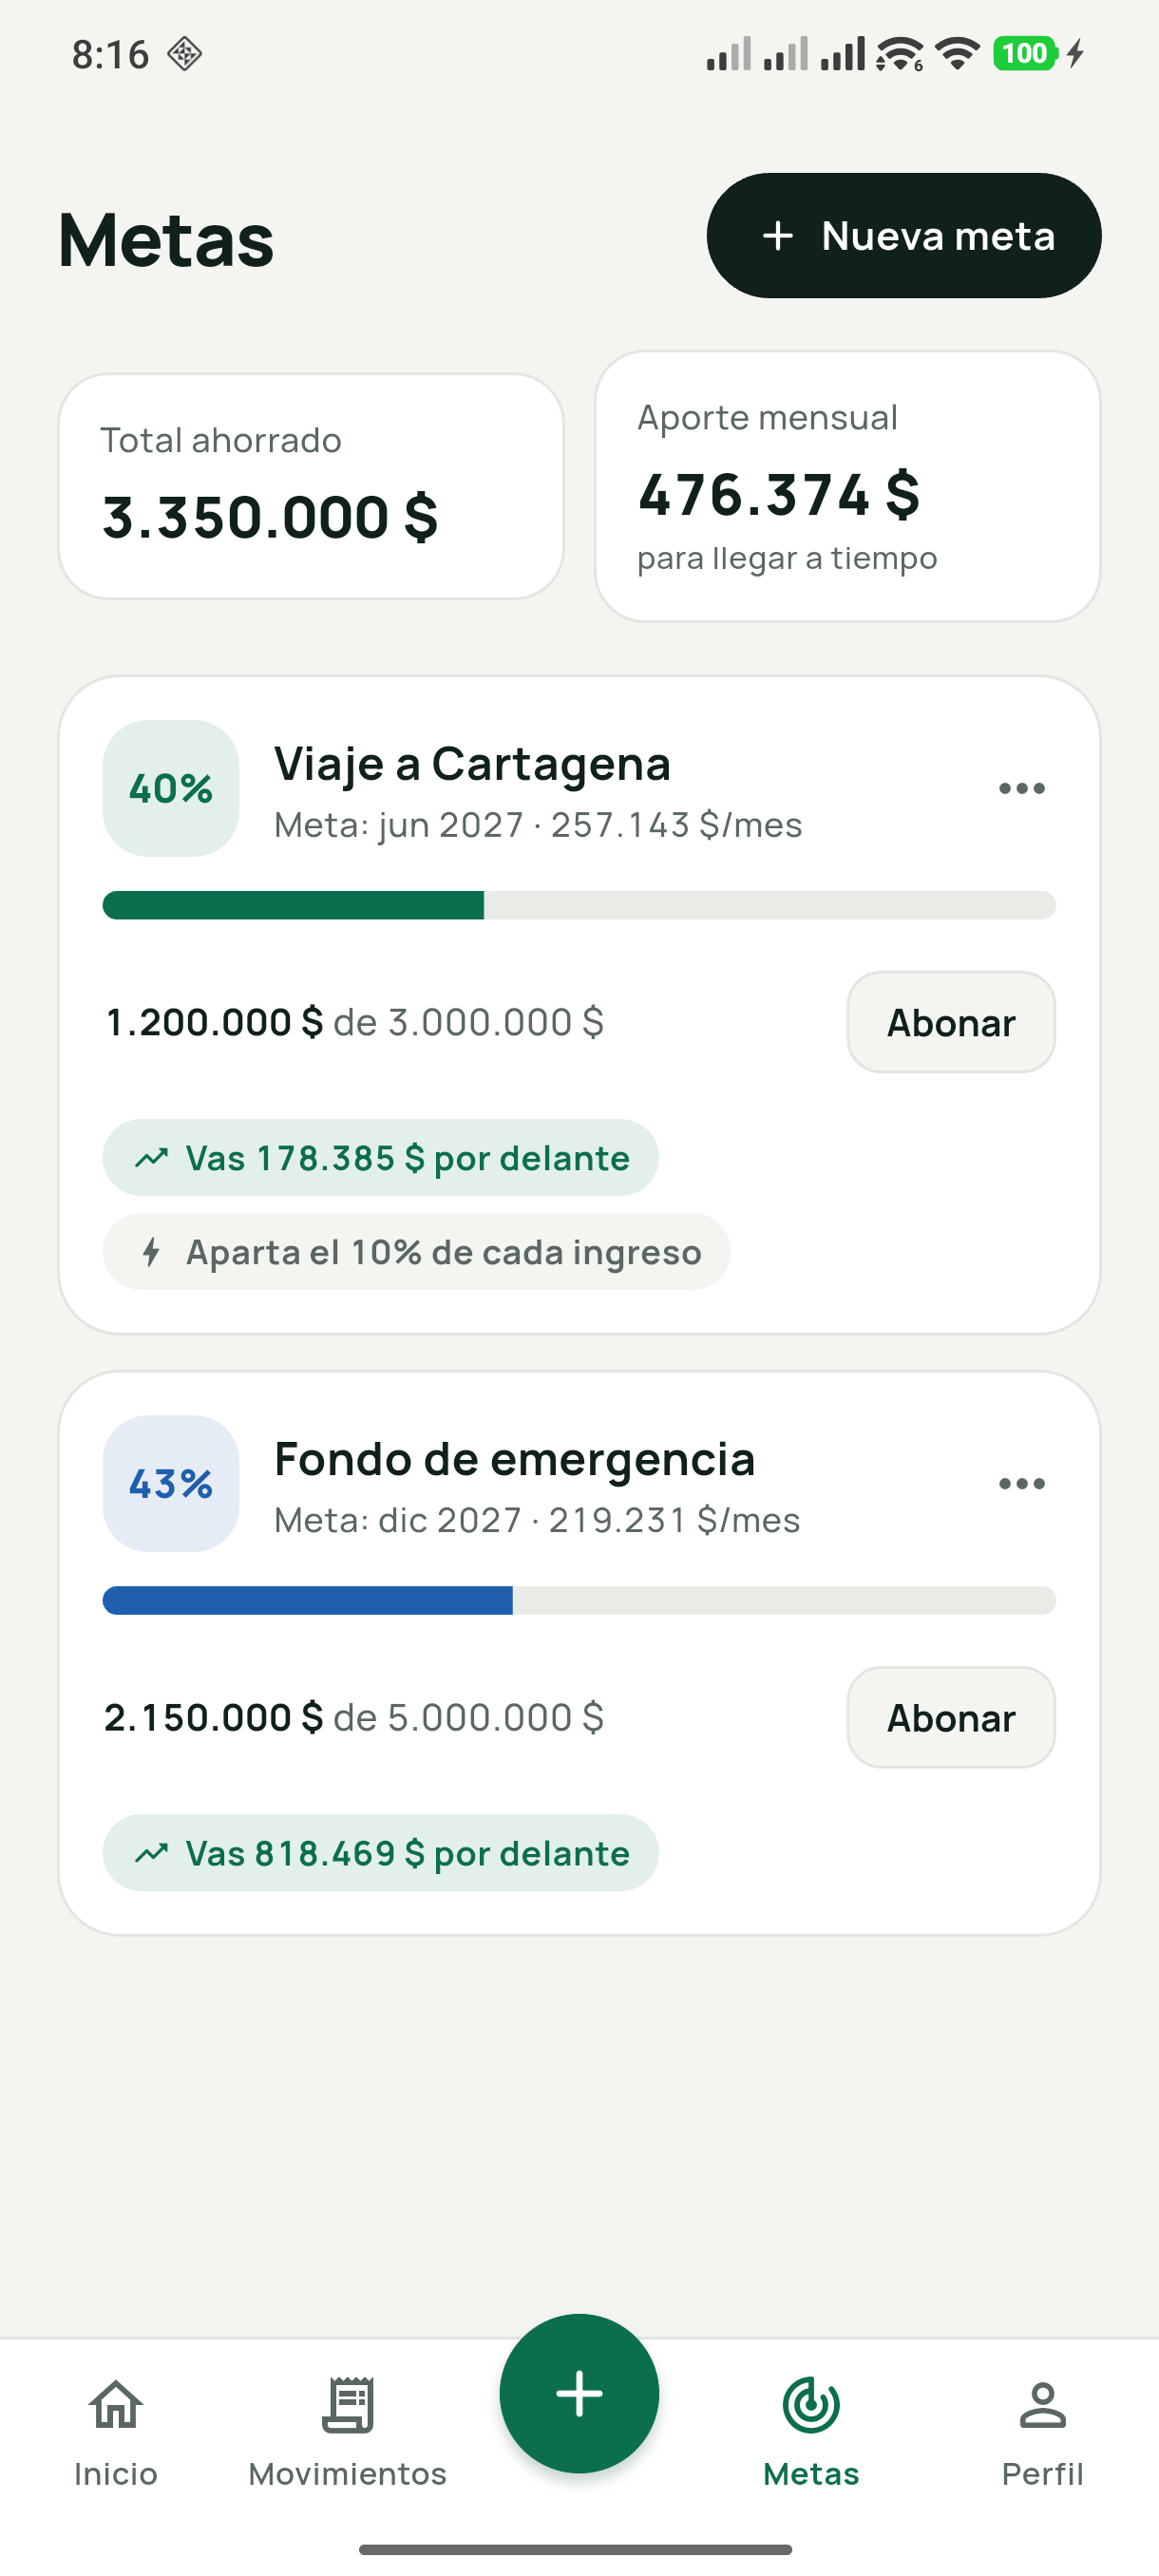 8:16
6
100
Metas
+ Nueva meta
Total ahorrado
3.350.000 $
Aporte mensual
476.374 $
para llegar a tiempo
40%
Viaje a Cartagena
Meta: jun 2027 · 257.143 $/mes
1.200.000 $ de 3.000.000 $
Abonar
Vas 178.385 $ por delante
Aparta el 10% de cada ingreso
43%
Fondo de emergencia
Meta: dic 2027 · 219.231 $/mes
2.150.000 $ de 5.000.000 $
Abonar
Vas 818.469 $ por delante
Inicio
Movimientos
Metas
Perfil